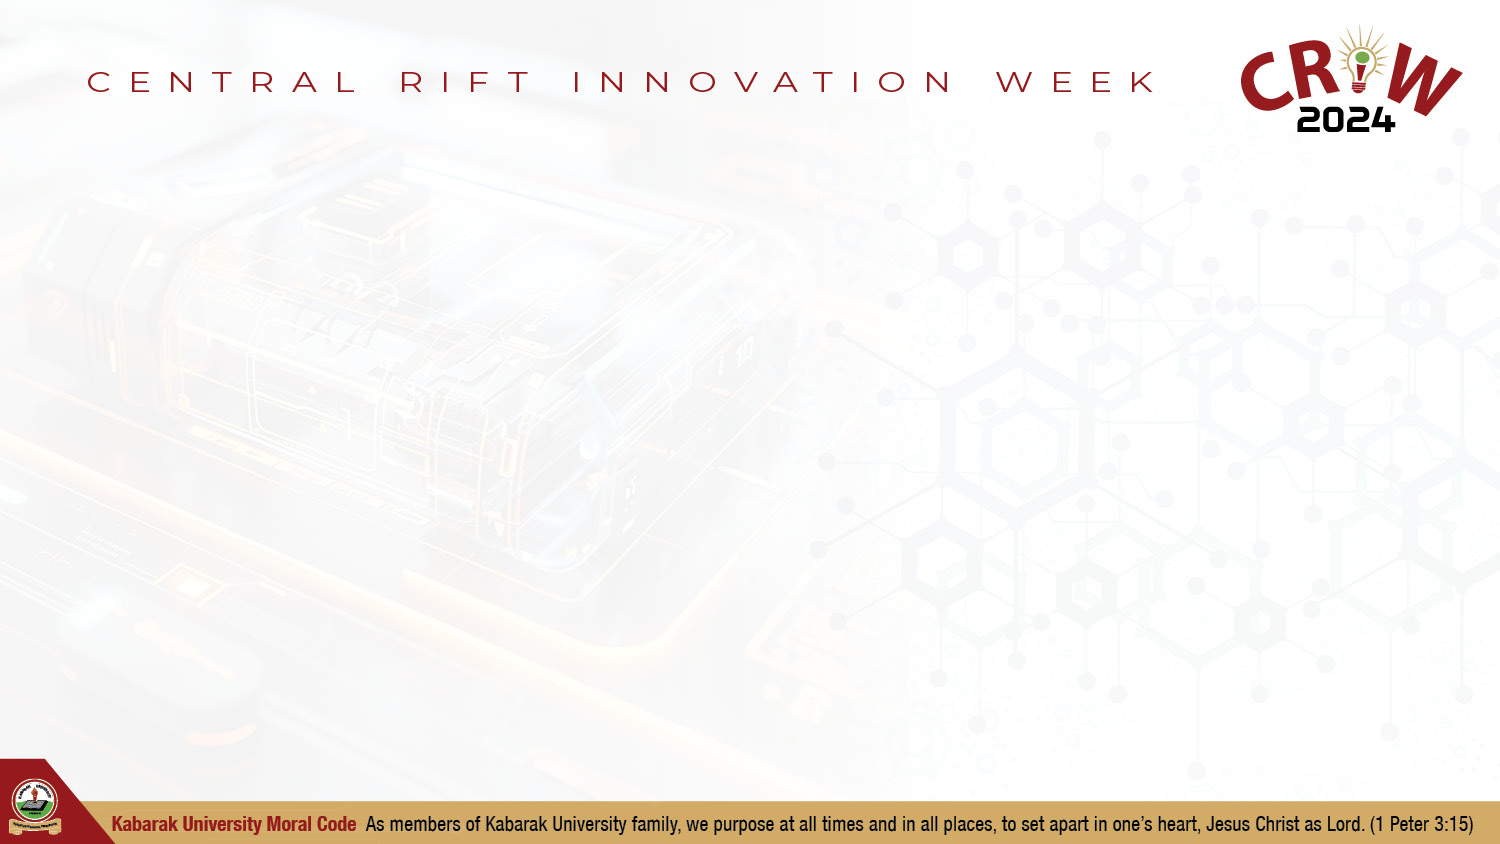 CENTRAL RIFT INNOVATION WEEK
CRIW
2024
Kabarak University Moral Code As members of Kabarak University family, we purpose at all times and in all places, to set apart in one’s heart, Jesus Christ as Lord. (1 Peter 3:15)